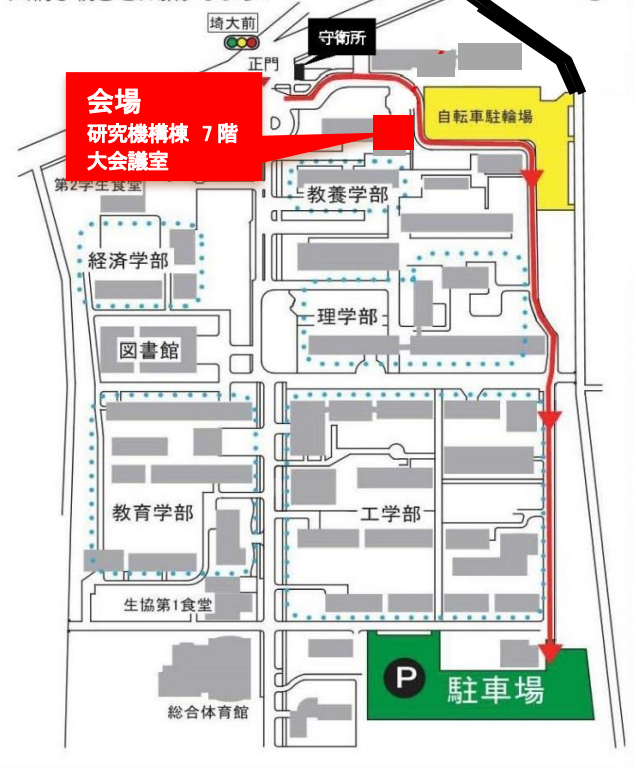 埼大前
守衛所
正門
会場
研究機構棟 7階
大会議室
自転車駐輪場
第2学生食堂
教養学部
経済学部
理学部
図書館
教育学部
工学部
生協第1食堂
P 駐車場
総合体育館